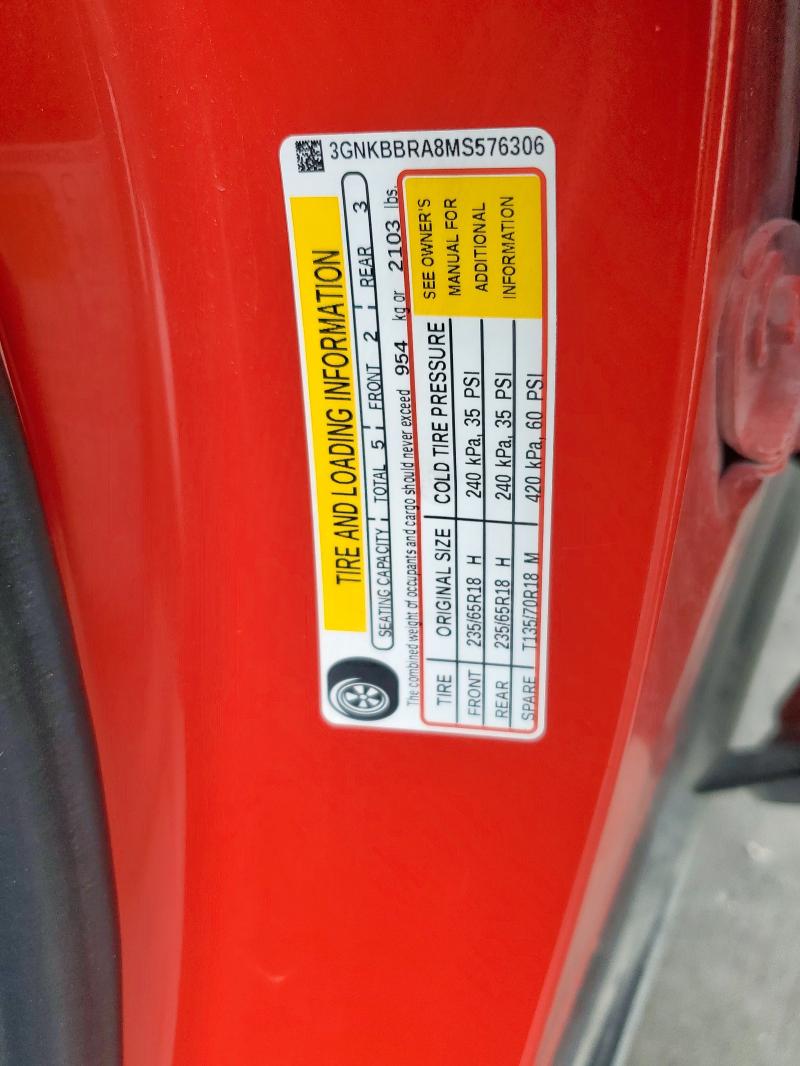 3GNKBBRA8MS576306
TIRE AND LOADING INFORMATION
SEATING CAPACITY TOTAL 5 FRONT 2 REAR 3
The combined weight of occupants and cargo should never exceed 954 kg or 2103 lbs.
TIRE ORIGINAL SIZE COLD TIRE PRESSURE
FRONT 235/65R18 H 240 kPa, 35 PSI
REAR 235/65R18 H 240 kPa, 35 PSI
SPARE T135/70R18 M 420 kPa, 60 PSI
SEE OWNER'S
MANUAL FOR
ADDITIONAL
INFORMATION